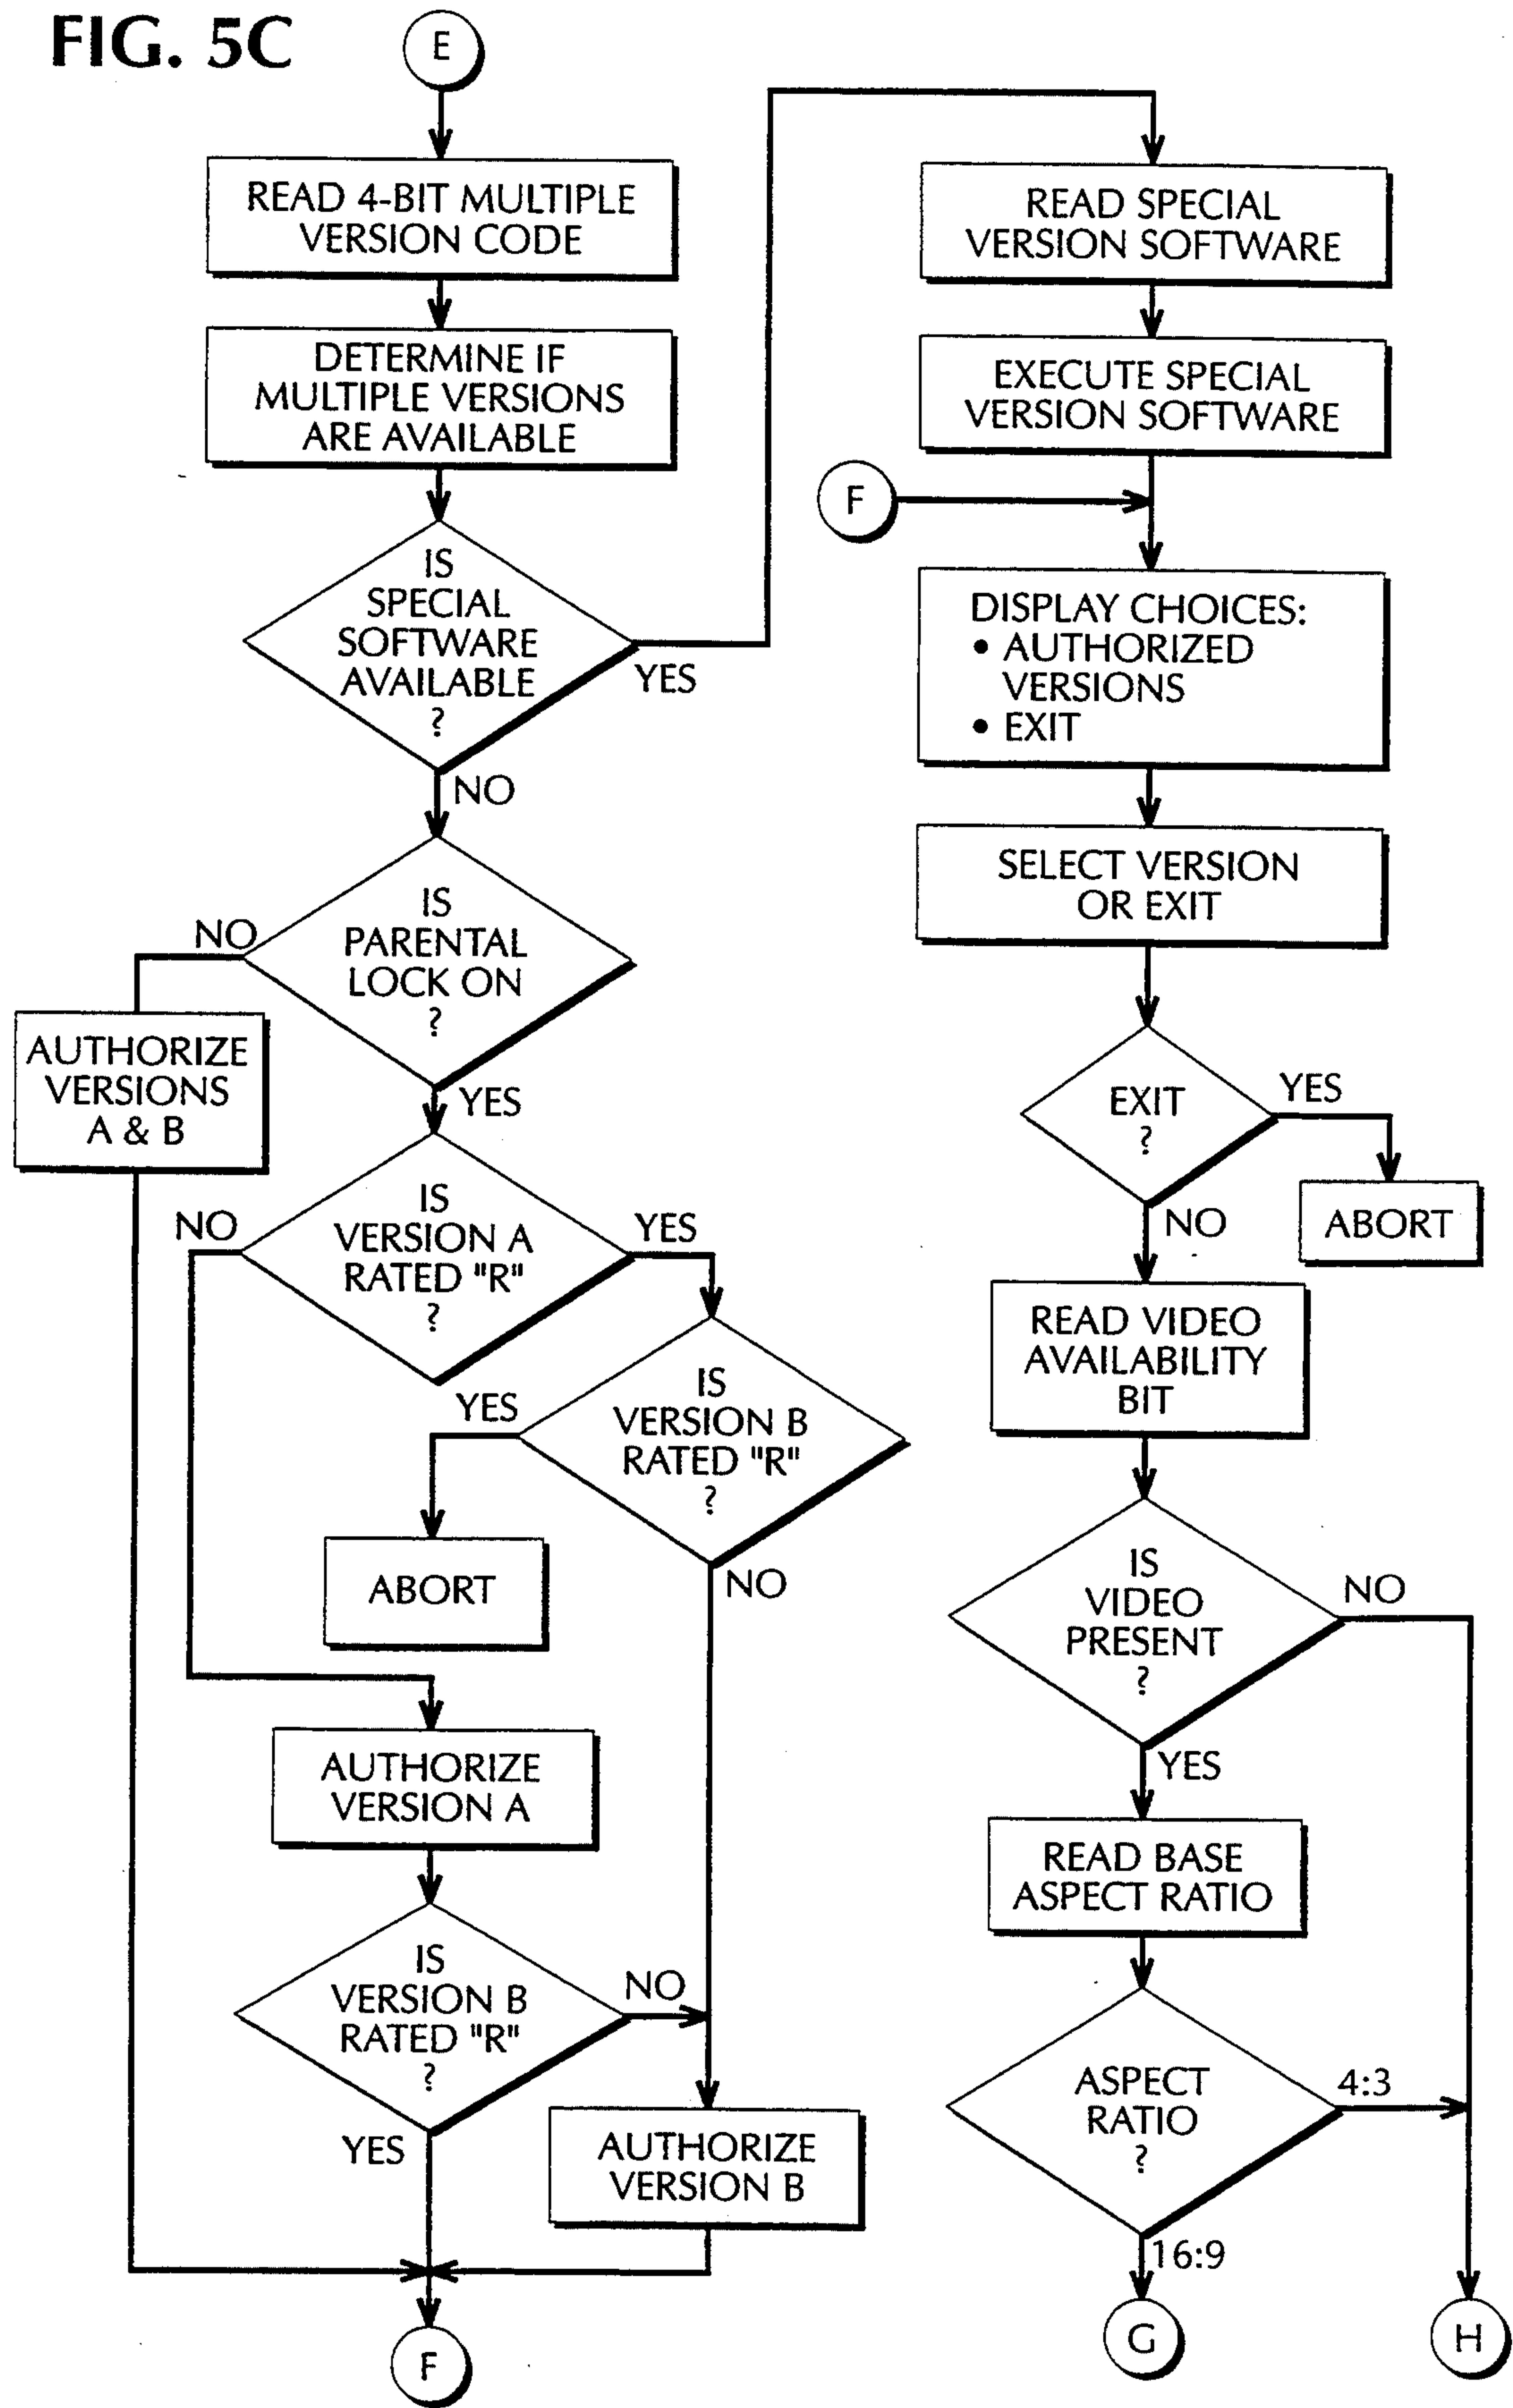 FIG. 5C
E
READ 4-BIT MULTIPLE
VERSION CODE
DETERMINE IF
MULTIPLE VERSIONS
ARE AVAILABLE
IS
SPECIAL
SOFTWARE
AVAILABLE
?
YES
NO
IS
PARENTAL
LOCK ON
?
NO
AUTHORIZE
VERSIONS
A & B
YES
IS
VERSION A
RATED "R"
?
NO
YES
IS
VERSION B
RATED "R"
?
YES
ABORT
NO
AUTHORIZE
VERSION A
IS
VERSION B
RATED "R"
?
NO
YES
AUTHORIZE
VERSION B
F
READ SPECIAL
VERSION SOFTWARE
EXECUTE SPECIAL
VERSION SOFTWARE
F
DISPLAY CHOICES:
• AUTHORIZED
VERSIONS
• EXIT
SELECT VERSION
OR EXIT
EXIT
?
YES
ABORT
NO
READ VIDEO
AVAILABILITY
BIT
IS
VIDEO
PRESENT
?
NO
YES
READ BASE
ASPECT RATIO
ASPECT
RATIO
?
4:3
16:9
G
H